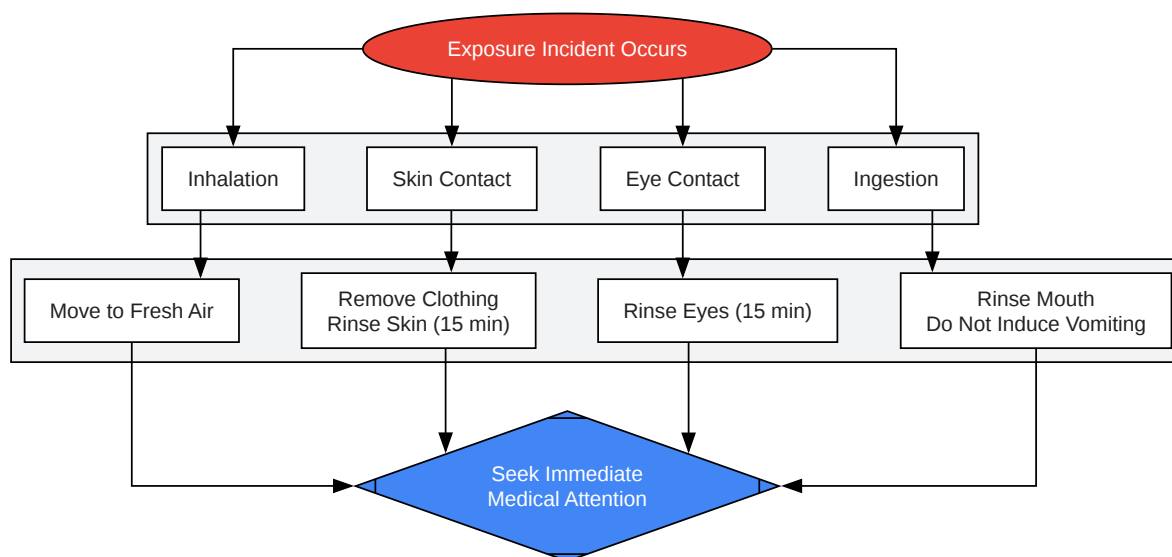 Exposure Incident Occurs
Inhalation
Skin Contact
Eye Contact
Ingestion
Move to Fresh Air
Remove Clothing
Rinse Skin (15 min)
Rinse Eyes (15 min)
Rinse Mouth
Do Not Induce Vomiting
Seek Immediate
Medical Attention